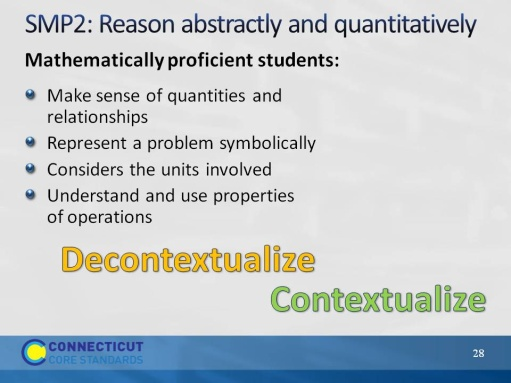 SMP2: Reason abstractly and quantitatively
Mathematically proficient students:
Make sense of quantities and
relationships
Represent a problem symbolically
Considers the units involved
Understand and use properties
of operations
Decontextualize
Contextualize
CONNECTICUT
CORE STANDARDS
28